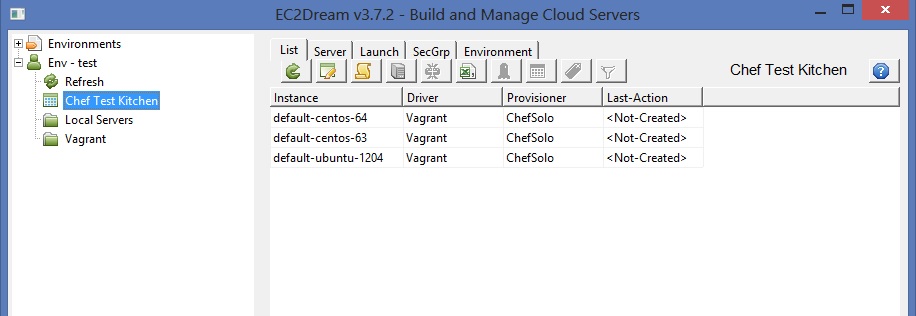 EC2Dream v3.7.2 - Build and Manage Cloud Servers
Environments
Env - test
Refresh
Chef Test Kitchen
Local Servers
Vagrant
List Server Launch SecGrp Environment
Chef Test Kitchen ?
Instance Driver Provisioner Last-Action
default-centos-64 Vagrant ChefSolo <Not-Created>
default-centos-63 Vagrant ChefSolo <Not-Created>
default-ubuntu-1204 Vagrant ChefSolo <Not-Created>